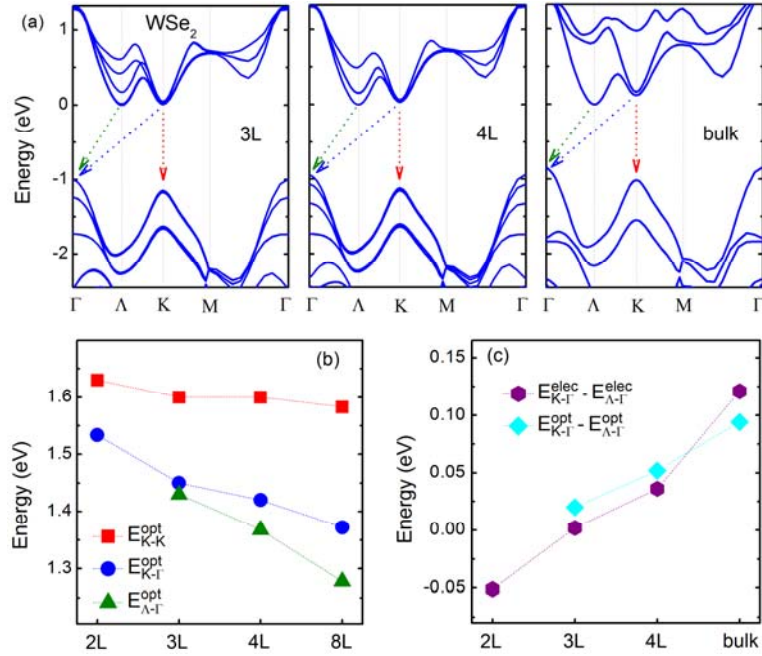 (a)
WSe2
3L
4L
bulk
Energy (eV)
1
0
-1
-2
Γ Λ K M Γ
Γ Λ K M Γ
Γ Λ K M Γ
(b)
Energy (eV)
1.6
1.5
1.4
1.3
E^opt_K-K
E^opt_K-Γ
E^opt_Λ-Γ
2L 3L 4L 8L
(c)
Energy (eV)
0.15
0.10
0.05
0.00
-0.05
E^elec_K-Γ - E^elec_Λ-Γ
E^opt_K-Γ - E^opt_Λ-Γ
2L 3L 4L bulk